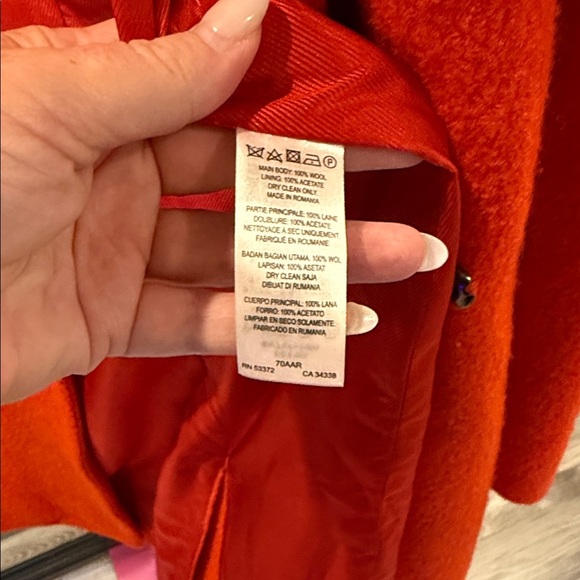 P
MAIN BODY: 100% WOOL
LINING: 100% ACETATE
DRY CLEAN ONLY
MADE IN ROMANIA
PARTIE PRINCIPALE: 100% LAINE
DOUBLURE: 100% ACETATE
NETTOYAGE À SEC UNIQUEMENT
FABRIQUÉ EN ROUMANIE
BADAN BAGIAN UTAMA: 100% WOL
LAPISAN: 100% ASETAT
DRY CLEAN SAJA
DIBUAT DI RUMANIA
CUERPO PRINCIPAL: 100% LANA
FORRO: 100% ACETATO
LIMPIAR EN SECO SOLAMENTE
FABRICADO EN RUMANIA
70AAR
RN 53372 CA 34338